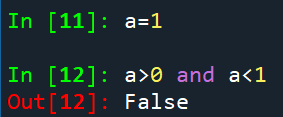 In [11]: a=1
In [12]: a>0 and a<1
Out[12]: False